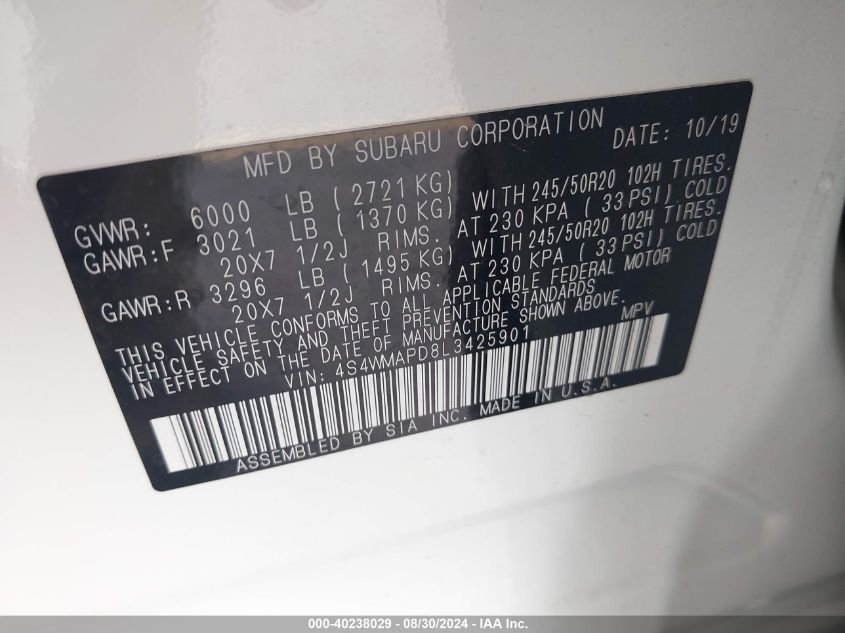 MFD BY SUBARU CORPORATION DATE: 10/19
GVWR: 6000 LB ( 2721 KG)
GAWR:F 3021 LB ( 1370 KG) WITH 245/50R20 102H TIRES.
20X7 1/2J RIMS. AT 230 KPA ( 33 PSI) COLD
GAWR:R 3296 LB ( 1495 KG) WITH 245/50R20 102H TIRES.
20X7 1/2J RIMS. AT 230 KPA ( 33 PSI) COLD
THIS VEHICLE CONFORMS TO ALL APPLICABLE FEDERAL MOTOR
VEHICLE SAFETY AND THEFT PREVENTION STANDARDS
IN EFFECT ON THE DATE OF MANUFACTURE SHOWN ABOVE.
VIN: 4S4WMAPD8L3425901 MPV
ASSEMBLED BY SIA INC. MADE IN U.S.A.
000-40238029 - 08/30/2024 - IAA Inc.